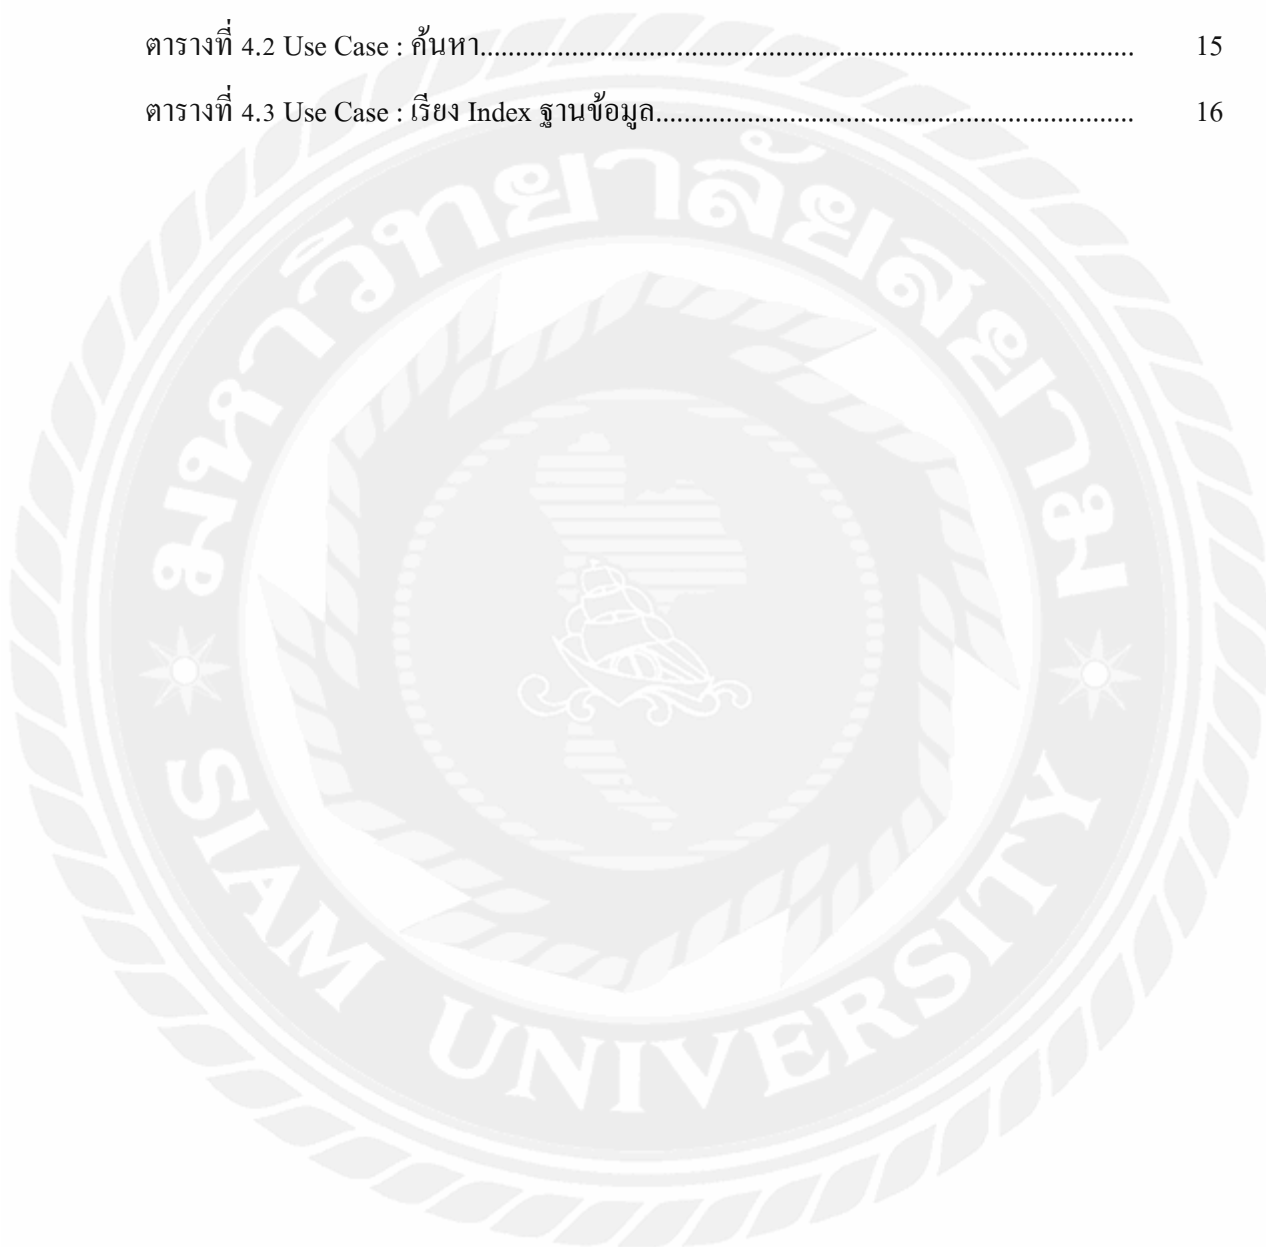 ตารางที่ 4.2 Use Case : ค้นหา.................................................................................................... 15
ตารางที่ 4.3 Use Case : เรียง Index ฐานข้อมูล......................................................................... 16
มหาวิทยาลัยสยาม
SIAM UNIVERSITY